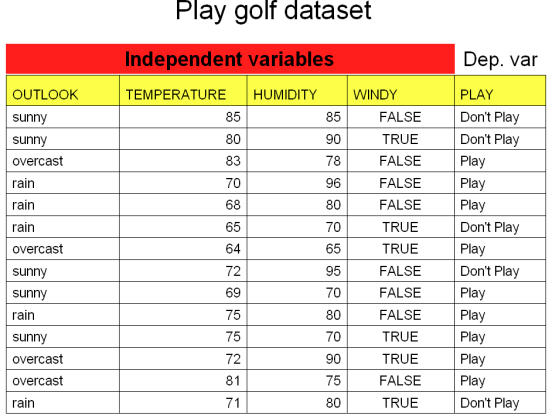 Play golf dataset
Independent variables Dep. var
OUTLOOK TEMPERATURE HUMIDITY WINDY PLAY
sunny 85 85 FALSE Don't Play
sunny 80 90 TRUE Don't Play
overcast 83 78 FALSE Play
rain 70 96 FALSE Play
rain 68 80 FALSE Play
rain 65 70 TRUE Don't Play
overcast 64 65 TRUE Play
sunny 72 95 FALSE Don't Play
sunny 69 70 FALSE Play
rain 75 80 FALSE Play
sunny 75 70 TRUE Play
overcast 72 90 TRUE Play
overcast 81 75 FALSE Play
rain 71 80 TRUE Don't Play